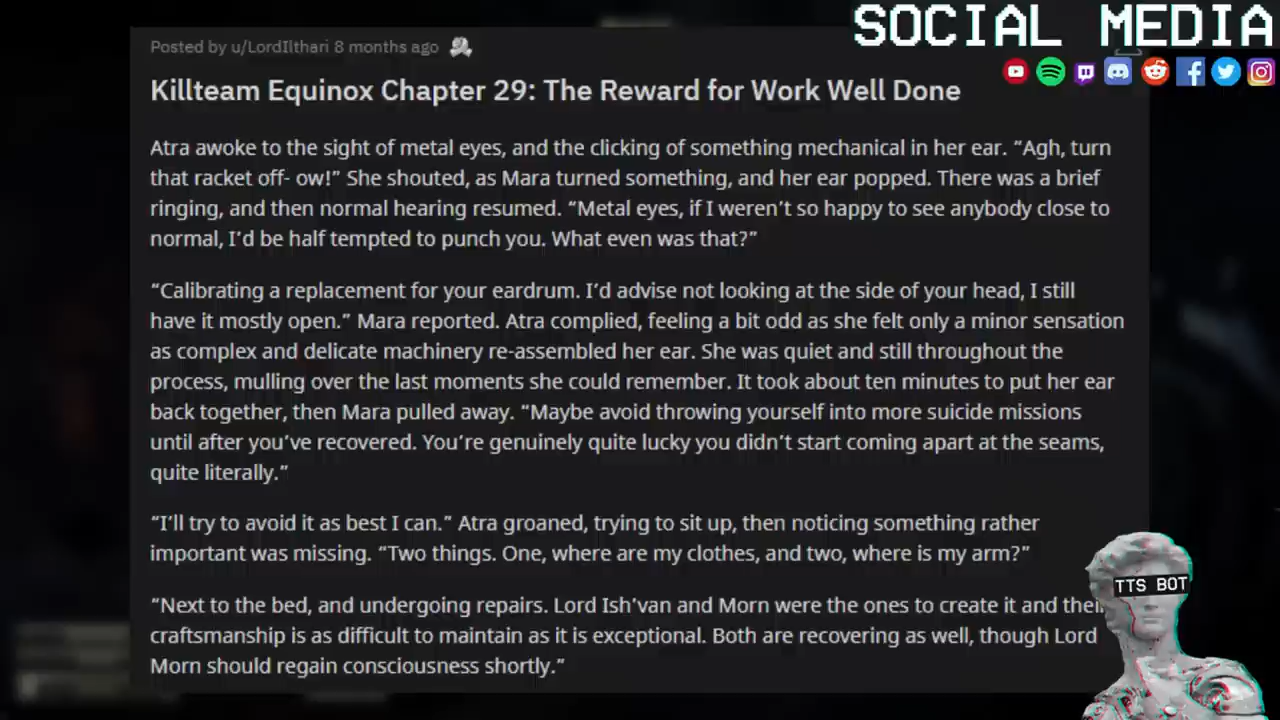 SOCIAL MEDIA
Posted by u/LordIlthari 8 months ago
Killteam Equinox Chapter 29: The Reward for Work Well Done
Atra awoke to the sight of metal eyes, and the clicking of something mechanical in her ear. “Agh, turn
that racket off- ow!” She shouted, as Mara turned something, and her ear popped. There was a brief
ringing, and then normal hearing resumed. “Metal eyes, if I weren’t so happy to see anybody close to
normal, I’d be half tempted to punch you. What even was that?”
“Calibrating a replacement for your eardrum. I’d advise not looking at the side of your head, I still
have it mostly open.” Mara reported. Atra complied, feeling a bit odd as she felt only a minor sensation
as complex and delicate machinery re-assembled her ear. She was quiet and still throughout the
process, mulling over the last moments she could remember. It took about ten minutes to put her ear
back together, then Mara pulled away. “Maybe avoid throwing yourself into more suicide missions
until after you’ve recovered. You’re genuinely quite lucky you didn’t start coming apart at the seams,
quite literally.”
“I’ll try to avoid it as best I can.” Atra groaned, trying to sit up, then noticing something rather
important was missing. “Two things. One, where are my clothes, and two, where is my arm?”
“Next to the bed, and undergoing repairs. Lord Ish’van and Morn were the ones to create it and their
craftsmanship is as difficult to maintain as it is exceptional. Both are recovering as well, though Lord
Morn should regain consciousness shortly.”
TTS BOT